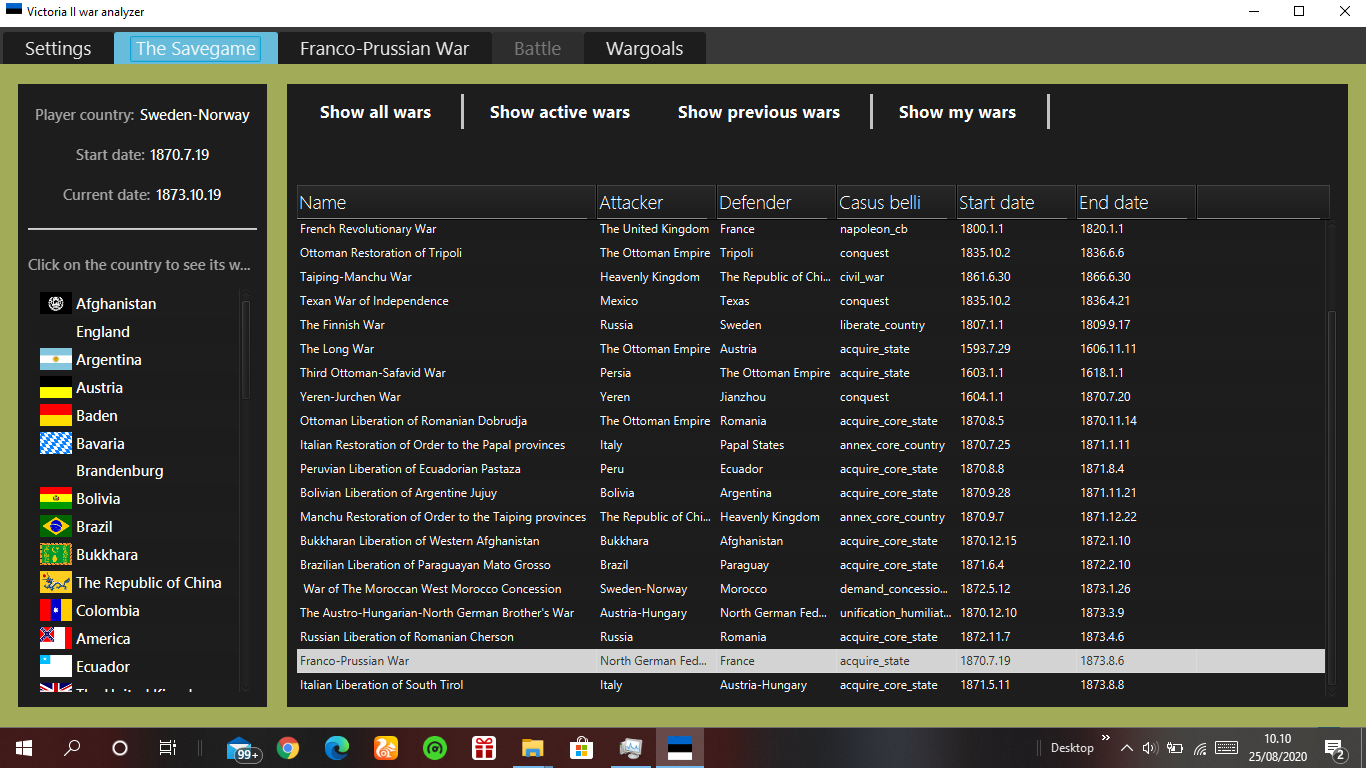 Victoria II war analyzer
Settings The Savegame Franco-Prussian War Battle Wargoals
Player country: Sweden-Norway
Start date: 1870.7.19
Current date: 1873.10.19
Click on the country to see its w...
Afghanistan
England
Argentina
Austria
Baden
Bavaria
Brandenburg
Bolivia
Brazil
Bukkhara
The Republic of China
Colombia
America
Ecuador
Show all wars Show active wars Show previous wars Show my wars
Name Attacker Defender Casus belli Start date End date
French Revolutionary War The United Kingdom France napoleon_cb 1800.1.1 1820.1.1
Ottoman Restoration of Tripoli The Ottoman Empire Tripoli conquest 1835.10.2 1836.6.6
Taiping-Manchu War Heavenly Kingdom The Republic of Chi... civil_war 1861.6.30 1866.6.30
Texan War of Independence Mexico Texas conquest 1835.10.2 1836.4.21
The Finnish War Russia Sweden liberate_country 1807.1.1 1809.9.17
The Long War The Ottoman Empire Austria acquire_state 1593.7.29 1606.11.11
Third Ottoman-Safavid War Persia The Ottoman Empire acquire_state 1603.1.1 1618.1.1
Yeren-Jurchen War Yeren Jianzhou conquest 1604.1.1 1870.7.20
Ottoman Liberation of Romanian Dobrudja The Ottoman Empire Romania acquire_core_state 1870.8.5 1870.11.14
Italian Restoration of Order to the Papal provinces Italy Papal States annex_core_country 1870.7.25 1871.1.11
Peruvian Liberation of Ecuadorian Pastaza Peru Ecuador acquire_core_state 1870.8.8 1871.8.4
Bolivian Liberation of Argentine Jujuy Bolivia Argentina acquire_core_state 1870.9.28 1871.11.21
Manchu Restoration of Order to the Taiping provinces The Republic of Chi... Heavenly Kingdom annex_core_country 1870.9.7 1871.12.22
Bukkharan Liberation of Western Afghanistan Bukkhara Afghanistan acquire_core_state 1870.12.15 1872.1.10
Brazilian Liberation of Paraguayan Mato Grosso Brazil Paraguay acquire_core_state 1871.6.4 1872.2.10
War of The Moroccan West Morocco Concession Sweden-Norway Morocco demand_concessio... 1872.5.12 1873.1.26
The Austro-Hungarian-North German Brother's War Austria-Hungary North German Fed... unification_humiliat... 1870.12.10 1873.3.9
Russian Liberation of Romanian Cherson Russia Romania acquire_core_state 1872.11.7 1873.4.6
Franco-Prussian War North German Fed... France acquire_state 1870.7.19 1873.8.6
Italian Liberation of South Tirol Italy Austria-Hungary acquire_core_state 1871.5.11 1873.8.8
99+ Desktop 10.10
25/08/2020 2